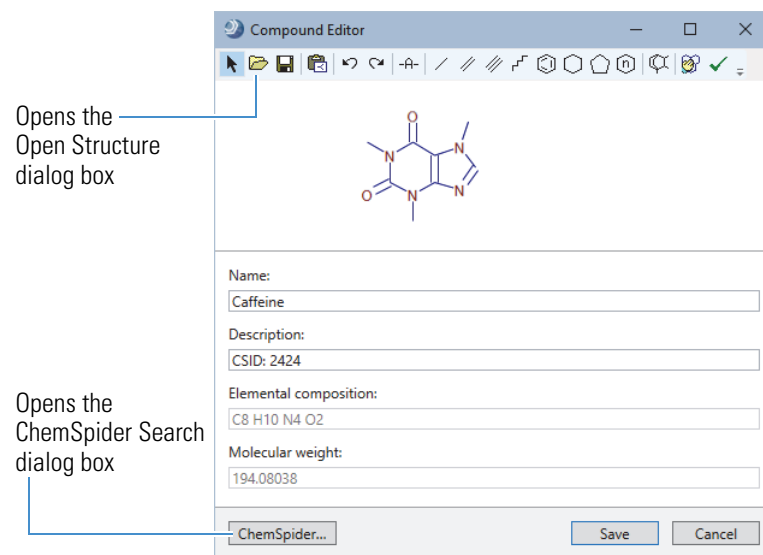 Compound Editor
-A-
n
Opens the
Open Structure
dialog box
O
N
N
O
N
N
Name:
Caffeine
Description:
CSID: 2424
Elemental composition:
C8 H10 N4 O2
Opens the
ChemSpider Search
dialog box
Molecular weight:
194.08038
ChemSpider...
Save
Cancel